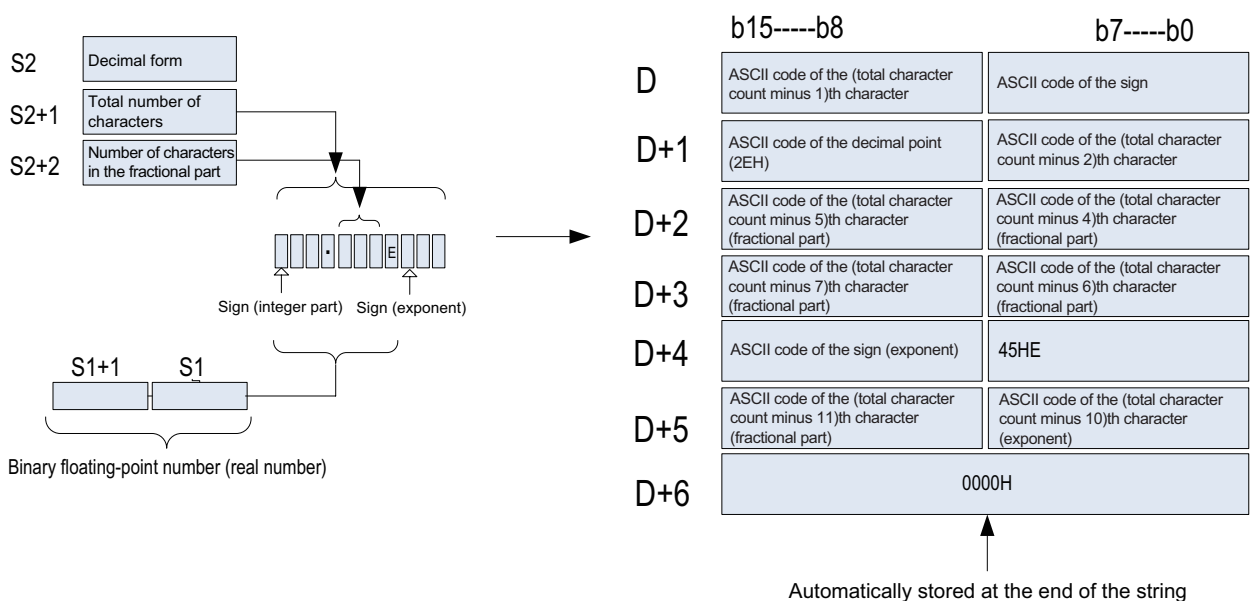 S2
Decimal form
S2+1
Total number of
characters
S2+2
Number of characters
in the fractional part
.
E
Sign (integer part)
Sign (exponent)
S1+1
S1
Binary floating-point number (real number)
b15-----b8
b7-----b0
D
ASCII code of the (total character
count minus 1)th character
ASCII code of the sign
D+1
ASCII code of the decimal point
(2EH)
ASCII code of the (total character
count minus 2)th character
D+2
ASCII code of the (total character
count minus 5)th character
(fractional part)
ASCII code of the (total character
count minus 4)th character
(fractional part)
D+3
ASCII code of the (total character
count minus 7)th character
(fractional part)
ASCII code of the (total character
count minus 6)th character
(fractional part)
D+4
ASCII code of the sign (exponent)
45HE
D+5
ASCII code of the (total character
count minus 11)th character
(fractional part)
ASCII code of the (total character
count minus 10)th character
(exponent)
D+6
0000H
Automatically stored at the end of the string